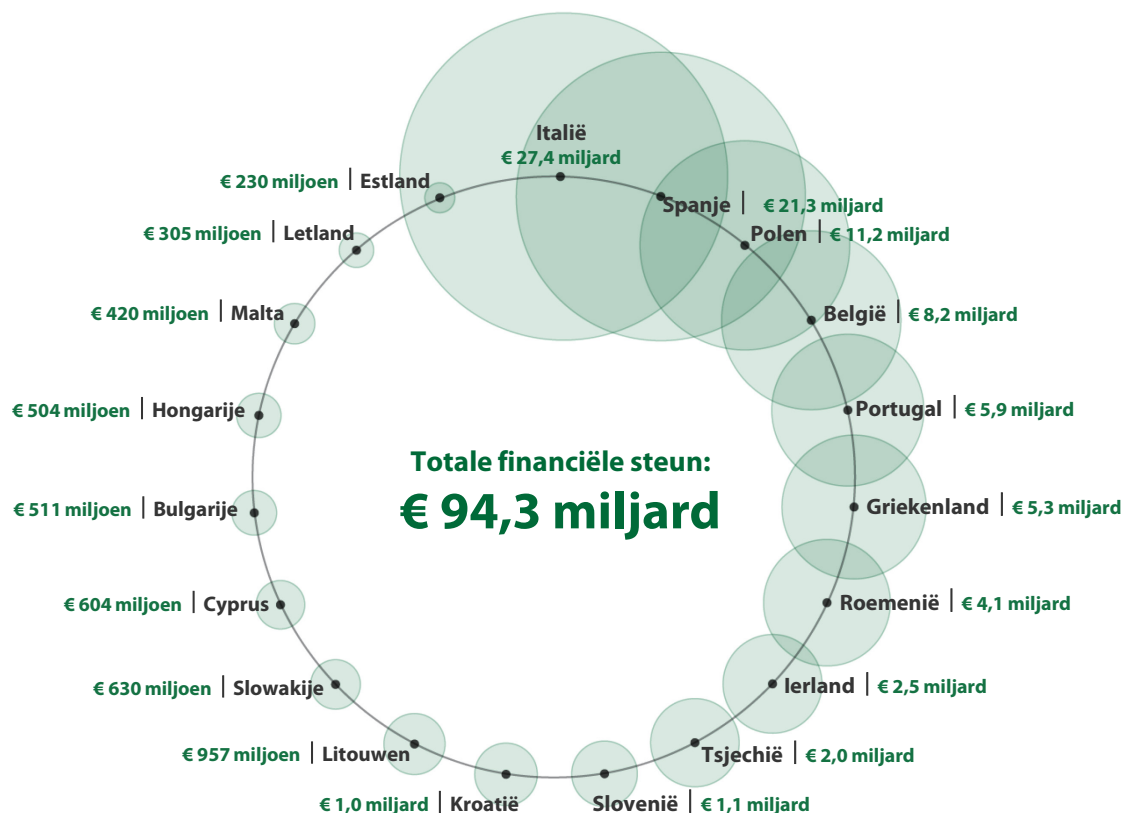 Italië
€ 27,4 miljard
Spanje | € 21,3 miljard
Polen | € 11,2 miljard
België | € 8,2 miljard
Portugal | € 5,9 miljard
Griekenland | € 5,3 miljard
Roemenië | € 4,1 miljard
Ierland | € 2,5 miljard
Tsjechië | € 2,0 miljard
Slovenië | € 1,1 miljard
€ 1,0 miljard | Kroatië
€ 957 miljoen | Litouwen
€ 630 miljoen | Slowakije
€ 604 miljoen | Cyprus
€ 511 miljoen | Bulgarije
€ 504 miljoen | Hongarije
€ 420 miljoen | Malta
€ 305 miljoen | Letland
€ 230 miljoen | Estland
Totale financiële steun:
€ 94,3 miljard